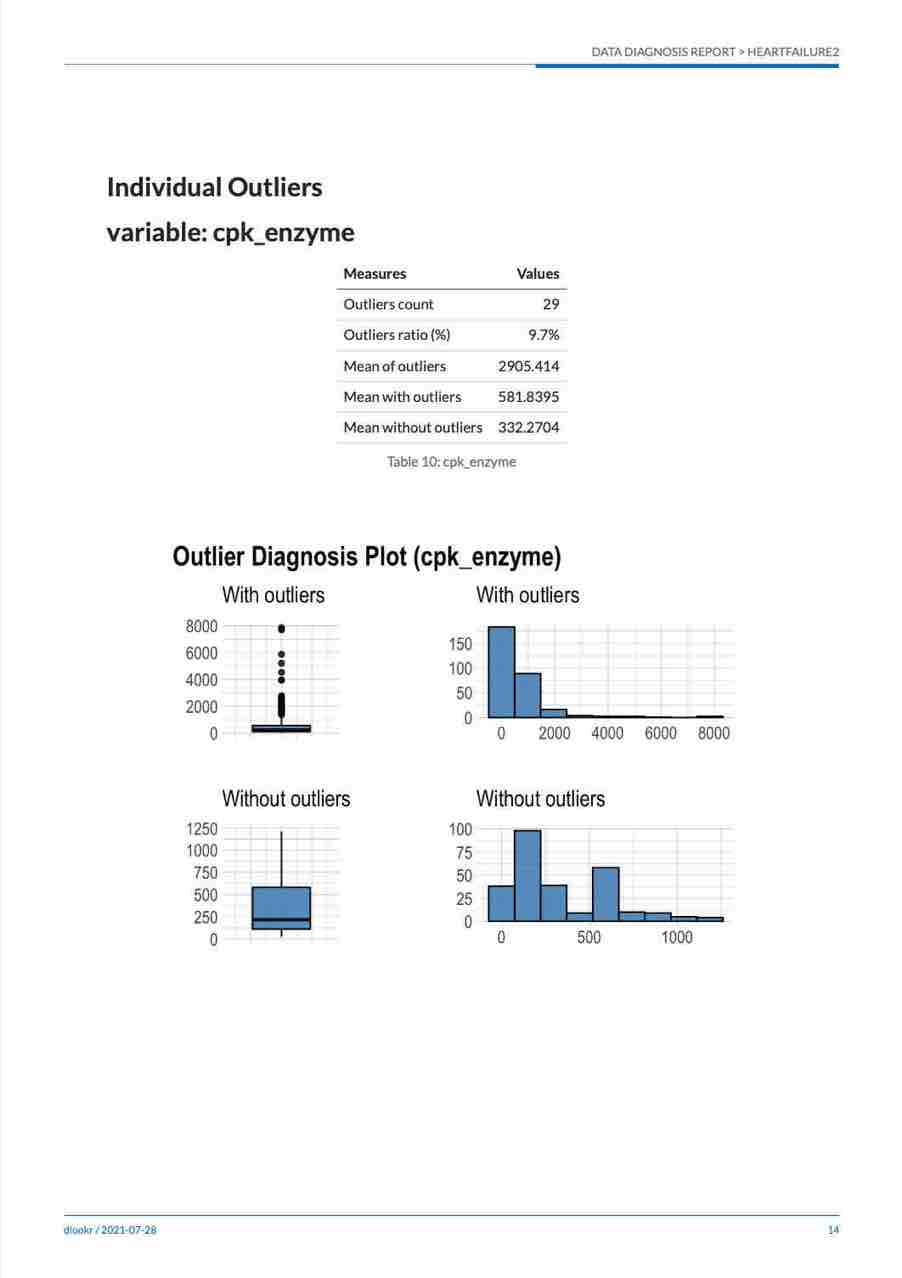 DATA DIAGNOSIS REPORT > HEARTFAILURE2
Individual Outliers
variable: cpk_enzyme
Measures Values
Outliers count 29
Outliers ratio (%) 9.7%
Mean of outliers 2905.414
Mean with outliers 581.8395
Mean without outliers 332.2704
Table 10: cpk_enzyme
Outlier Diagnosis Plot (cpk_enzyme)
With outliers
8000
6000
4000
2000
0
With outliers
150
100
50
0
0 2000 4000 6000 8000
Without outliers
1250
1000
750
500
250
0
Without outliers
100
75
50
25
0
0 500 1000
dlookr / 2021-07-28
14